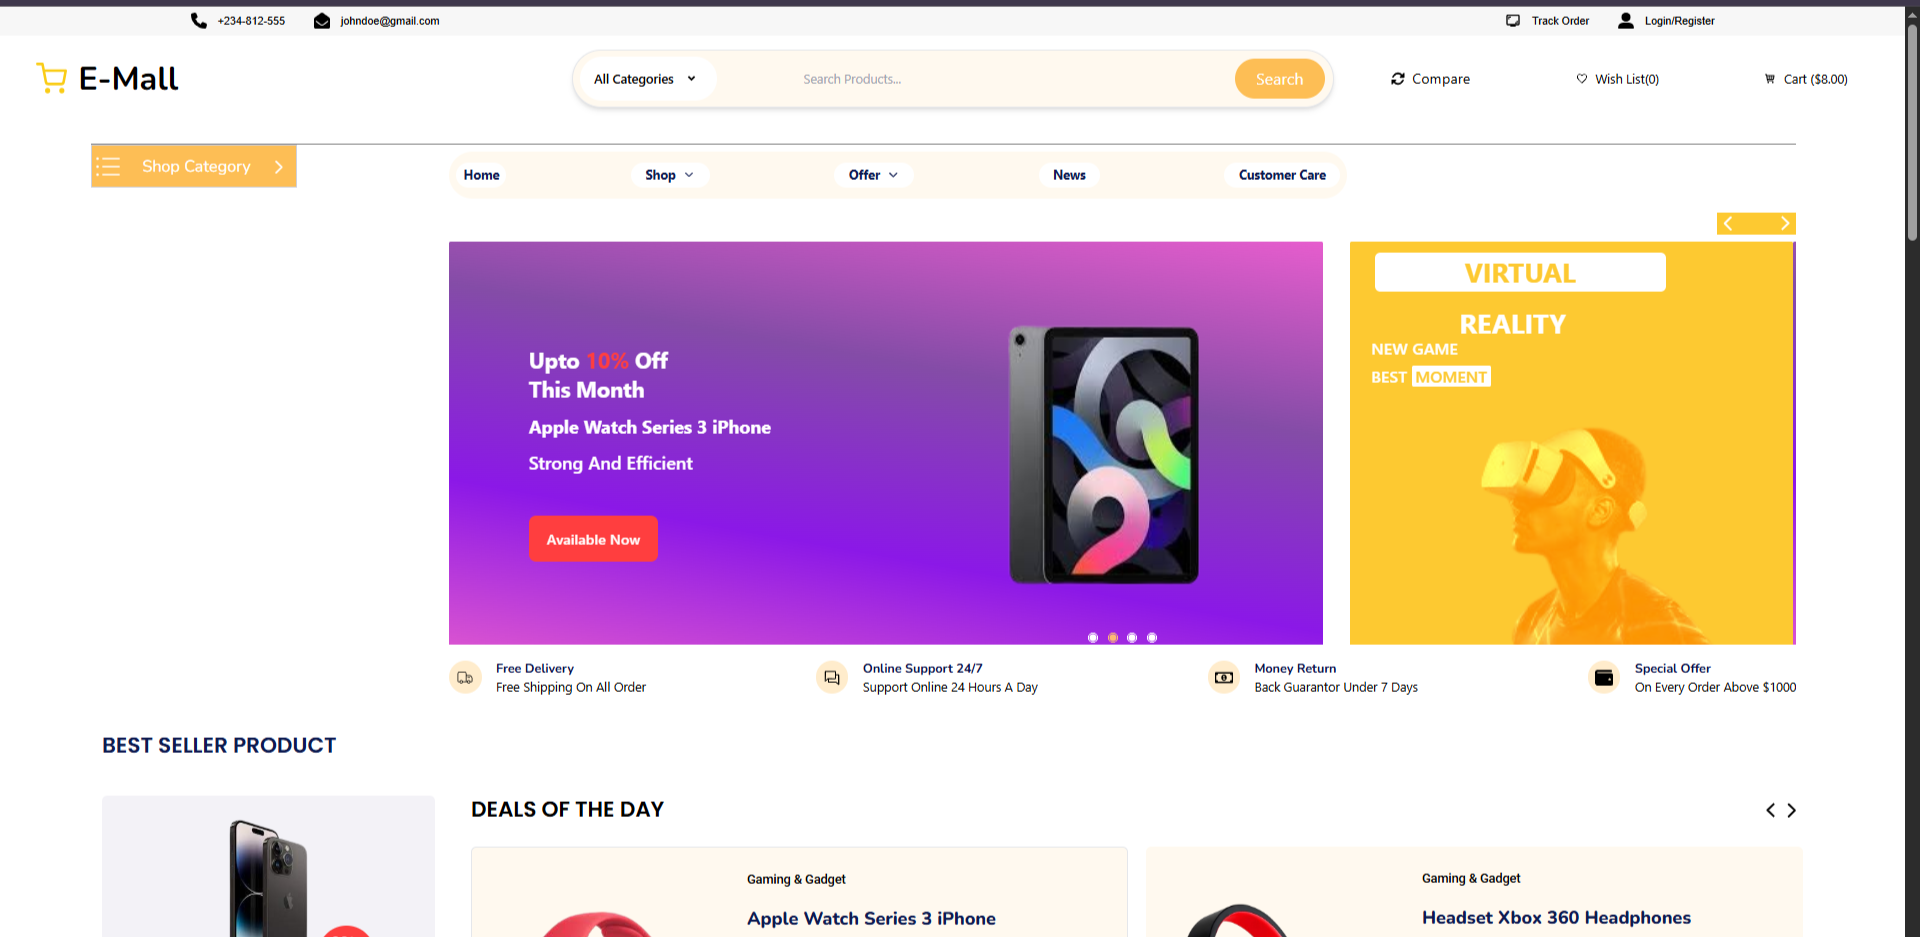 +234-812-555
johndoe@gmail.com
Track Order
Login/Register
E-Mall
All Categories
Search Products...
Search
Compare
Wish List(0)
Cart ($8.00)
Shop Category
Home
Shop
Offer
News
Customer Care
Upto 10% Off
This Month
Apple Watch Series 3 iPhone
Strong And Efficient
Available Now
VIRTUAL
REALITY
NEW GAME
BEST MOMENT
Free Delivery
Free Shipping On All Order
Online Support 24/7
Support Online 24 Hours A Day
Money Return
Back Guarantor Under 7 Days
Special Offer
On Every Order Above $1000
BEST SELLER PRODUCT
DEALS OF THE DAY
Gaming & Gadget
Apple Watch Series 3 iPhone
Gaming & Gadget
Headset Xbox 360 Headphones